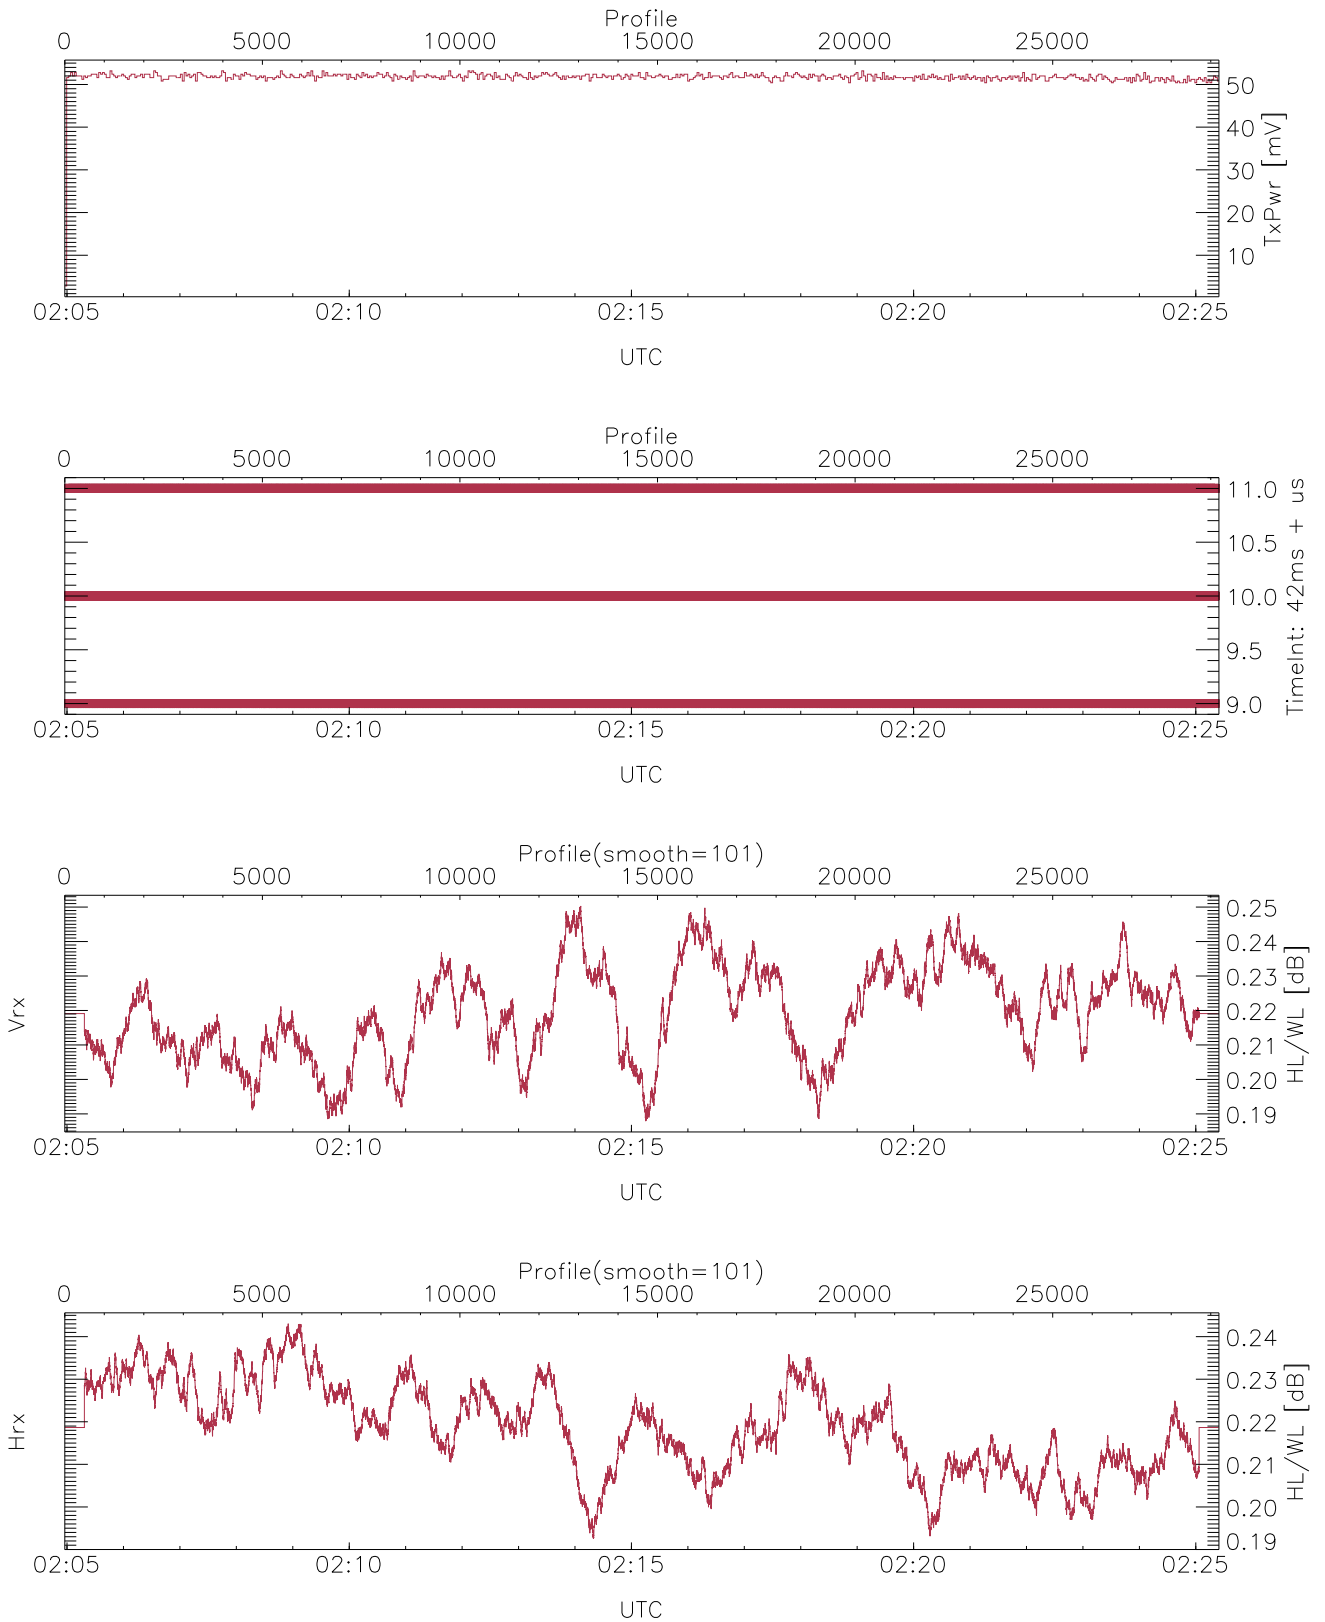 Profile
0 5000 10000 15000 20000 25000
50
40
30
20
10
TxPwr [mV]
02:05 02:10 02:15 02:20 02:25
UTC
Profile
0 5000 10000 15000 20000 25000
11.0
10.5
10.0
9.5
9.0
TimeInt: 42ms + us
02:05 02:10 02:15 02:20 02:25
UTC
Profile(smooth=101)
0 5000 10000 15000 20000 25000
Vrx
0.25
0.24
0.23
0.22
0.21
0.20
0.19
HL/WL [dB]
02:05 02:10 02:15 02:20 02:25
UTC
Profile(smooth=101)
0 5000 10000 15000 20000 25000
Hrx
0.24
0.23
0.22
0.21
0.20
0.19
HL/WL [dB]
02:05 02:10 02:15 02:20 02:25
UTC